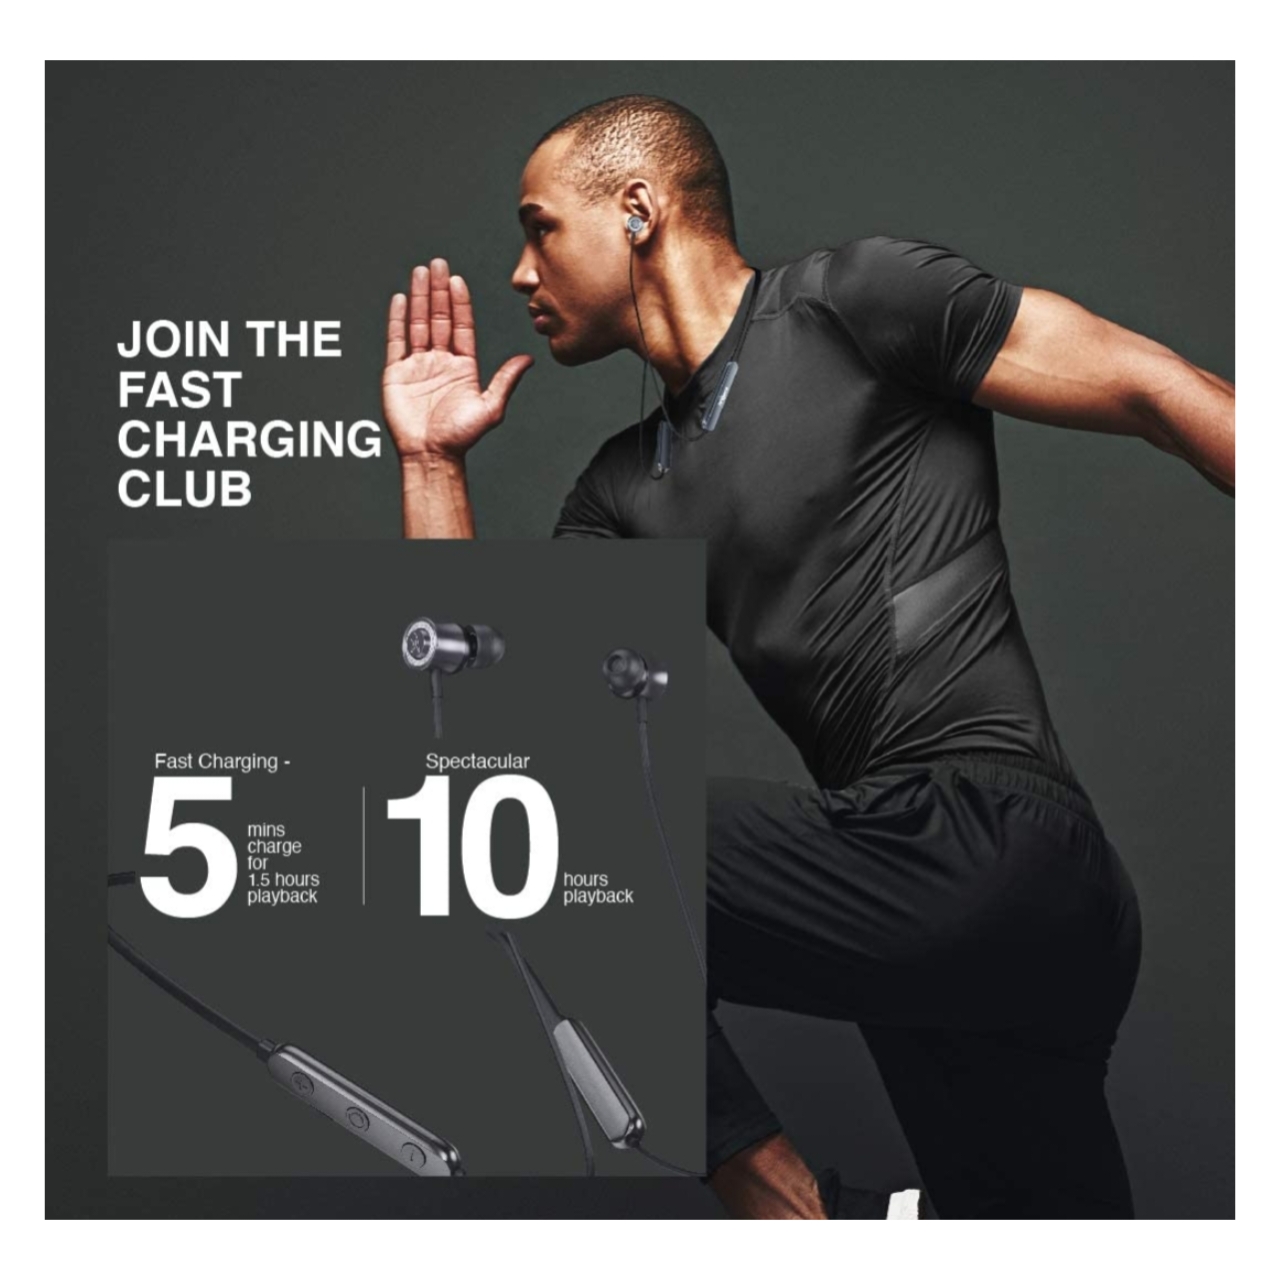 JOIN THE
FAST
CHARGING
CLUB
Fast Charging -
5
mins
charge
for
1.5 hours
playback
Spectacular
10
hours
playback